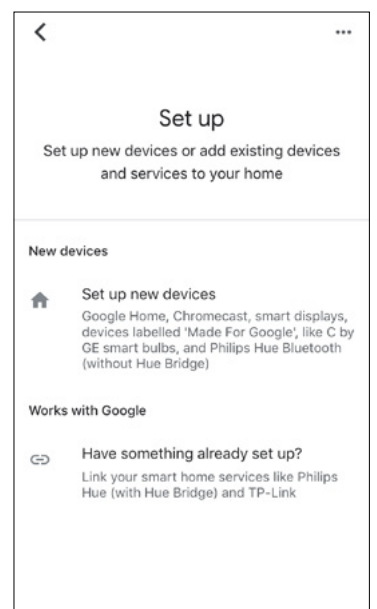 Set up
Set up new devices or add existing devices
and services to your home
New devices
Set up new devices
Google Home, Chromecast, smart displays,
devices labelled 'Made For Google', like C by
GE smart bulbs, and Philips Hue Bluetooth
(without Hue Bridge)
Works with Google
Have something already set up?
Link your smart home services like Philips
Hue (with Hue Bridge) and TP-Link